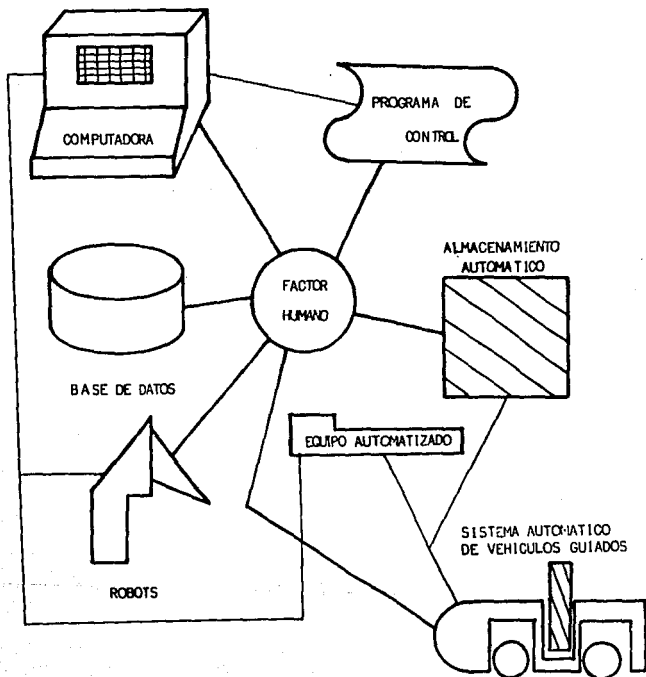 COMPUTADORA
PROGRAMA DE
CONTROL
ALMACENAMIENTO
AUTOMATICO
FACTOR
HUMANO
BASE DE DATOS
EQUIPO AUTOMATIZADO
SISTEMA AUTOMATICO
DE VEHICULOS GUIADOS
ROBOTS